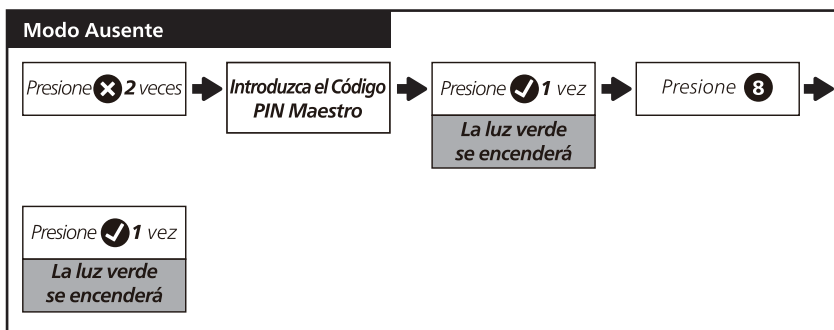 Modo Ausente
Presione 2 veces
Introduzca el Código
PIN Maestro
Presione 1 vez
La luz verde
se encenderá
Presione 8
Presione 1 vez
La luz verde
se encenderá